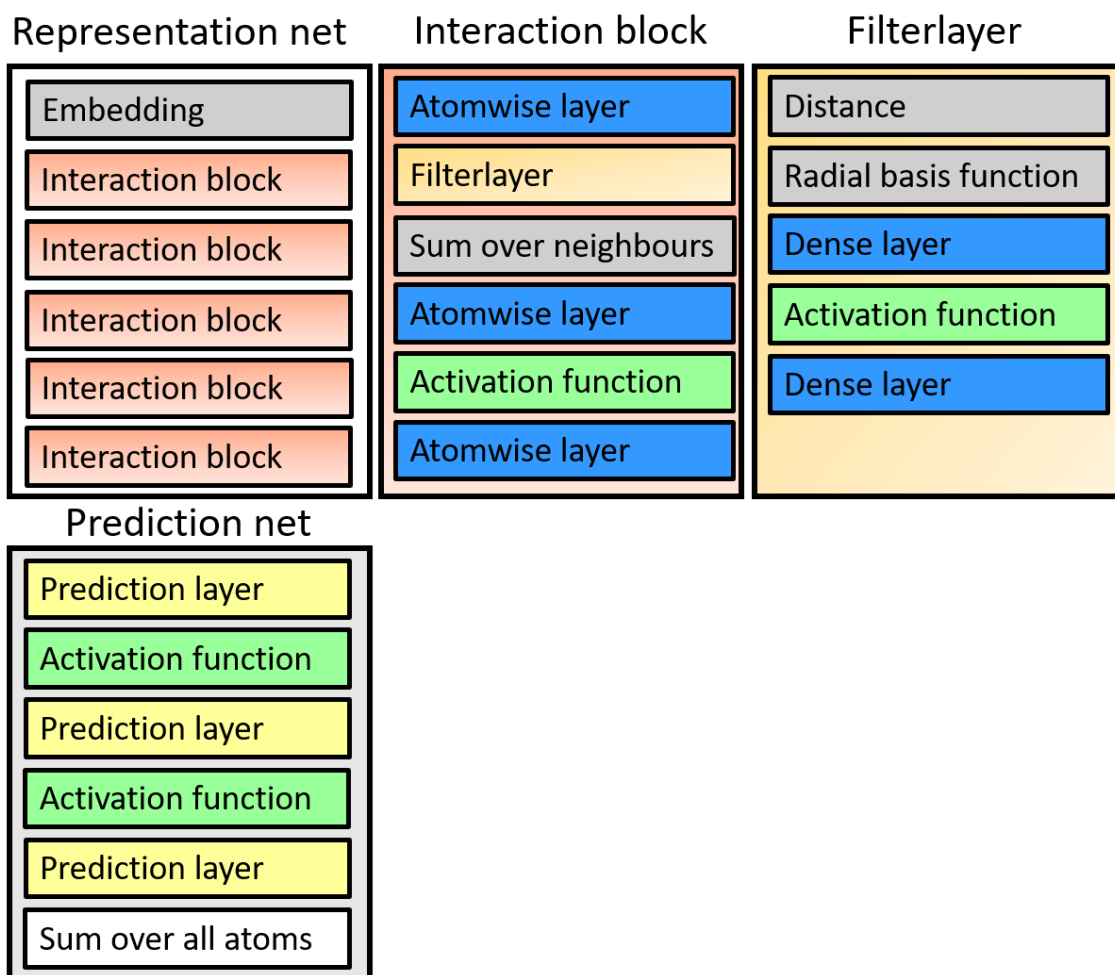 Representation net
Embedding
Interaction block
Interaction block
Interaction block
Interaction block
Interaction block
Interaction block
Atomwise layer
Filterlayer
Sum over neighbours
Atomwise layer
Activation function
Atomwise layer
Filterlayer
Distance
Radial basis function
Dense layer
Activation function
Dense layer
Prediction net
Prediction layer
Activation function
Prediction layer
Activation function
Prediction layer
Sum over all atoms